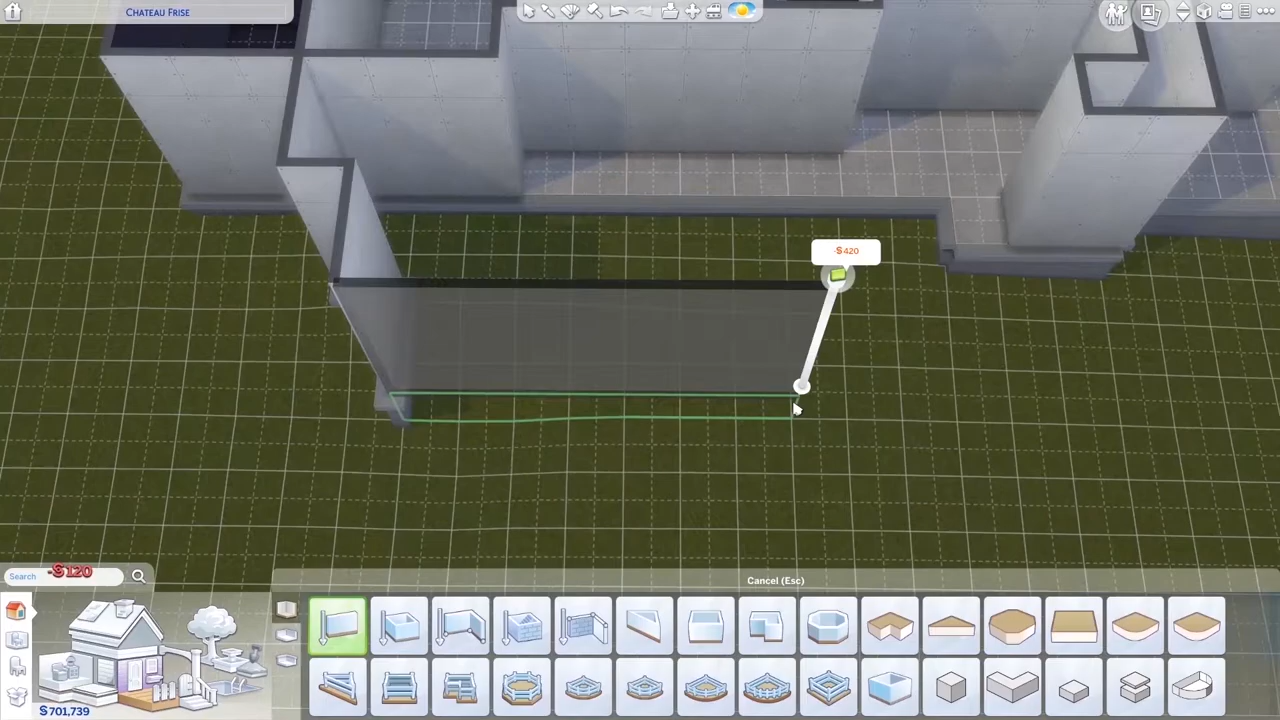 CHATEAU FRISE
-§420
Search
-§120
Cancel (Esc)
§701,739